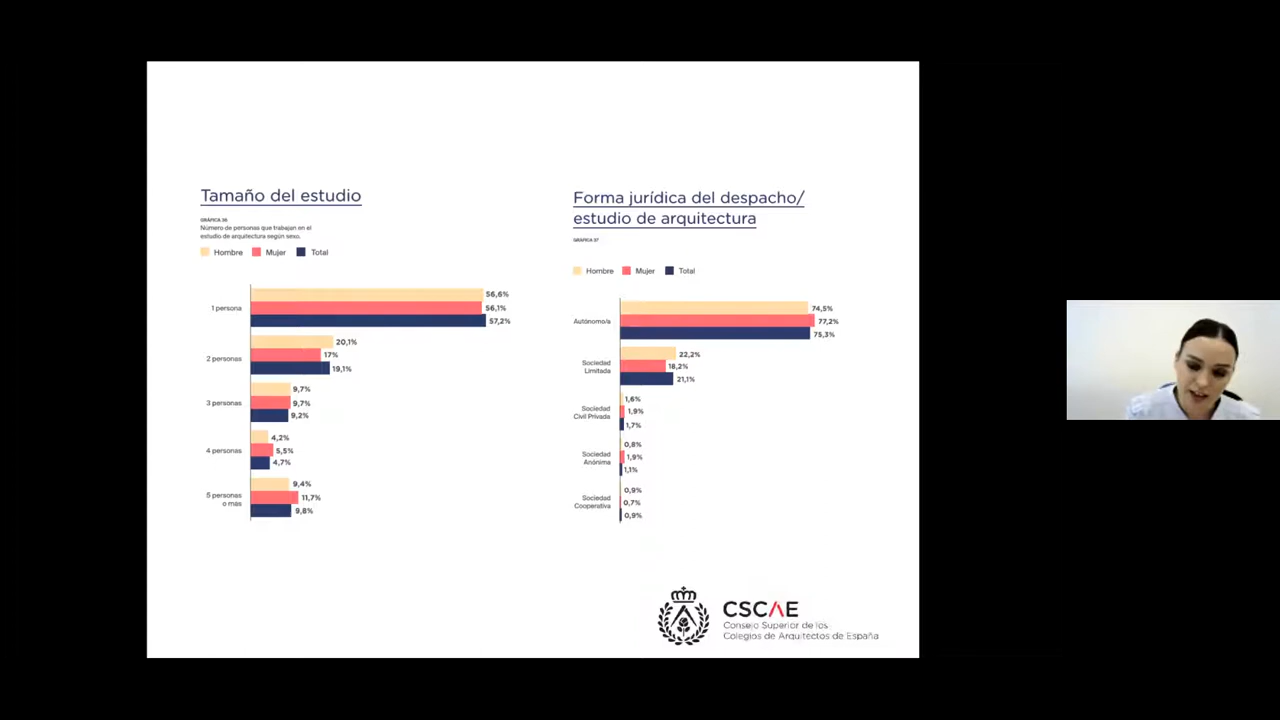 Tamaño del estudio
GRÁFICA 36
Número de personas que trabajan en el
estudio de arquitectura según sexo.
Hombre Mujer Total
1 persona
56,6%
56,1%
57,2%
2 personas
20,1%
17%
19,1%
3 personas
9,7%
9,7%
9,2%
4 personas
4,2%
5,5%
4,7%
5 personas
o mas
9,4%
11,7%
9,8%
Forma jurídica del despacho/
estudio de arquitectura
GRÁFICA 37
Hombre Mujer Total
Autónomo/a
74,5%
77,2%
75,3%
Sociedad
Limitada
22,2%
18,2%
21,1%
Sociedad
Civil Privada
1,6%
1,9%
1,7%
Sociedad
Anónima
0,8%
1,9%
1,1%
Sociedad
Cooperativa
0,9%
0,7%
0,9%
CSCAE
Consejo Superior de los
Colegios de Arquitectos de España